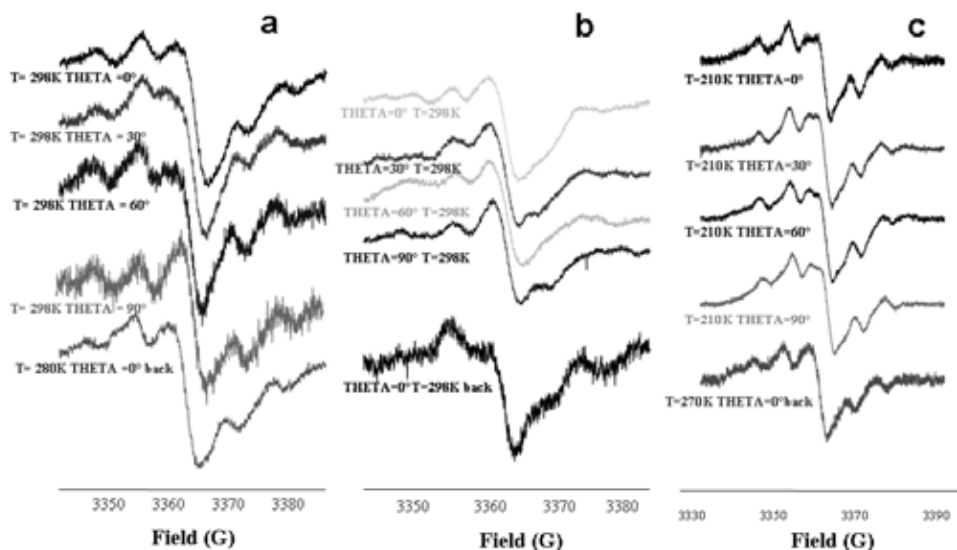 a
T= 298K THETA =0°
T= 298K THETA = 30°
T= 298K THETA = 60°
T= 298K THETA = 90°
T= 280K THETA =0° back
3350 3360 3370 3380
Field (G)
b
THETA=0° T=298K
THETA=30° T=298K
THETA=60° T=298K
THETA=90° T=298K
THETA=0° T=298K back
3350 3360 3370 3380
Field (G)
c
T=210K THETA=0°
T=210K THETA=30°
T=210K THETA=60°
T=210K THETA=90°
T=270K THETA=0°back
3330 3350 3370 3390
Field (G)